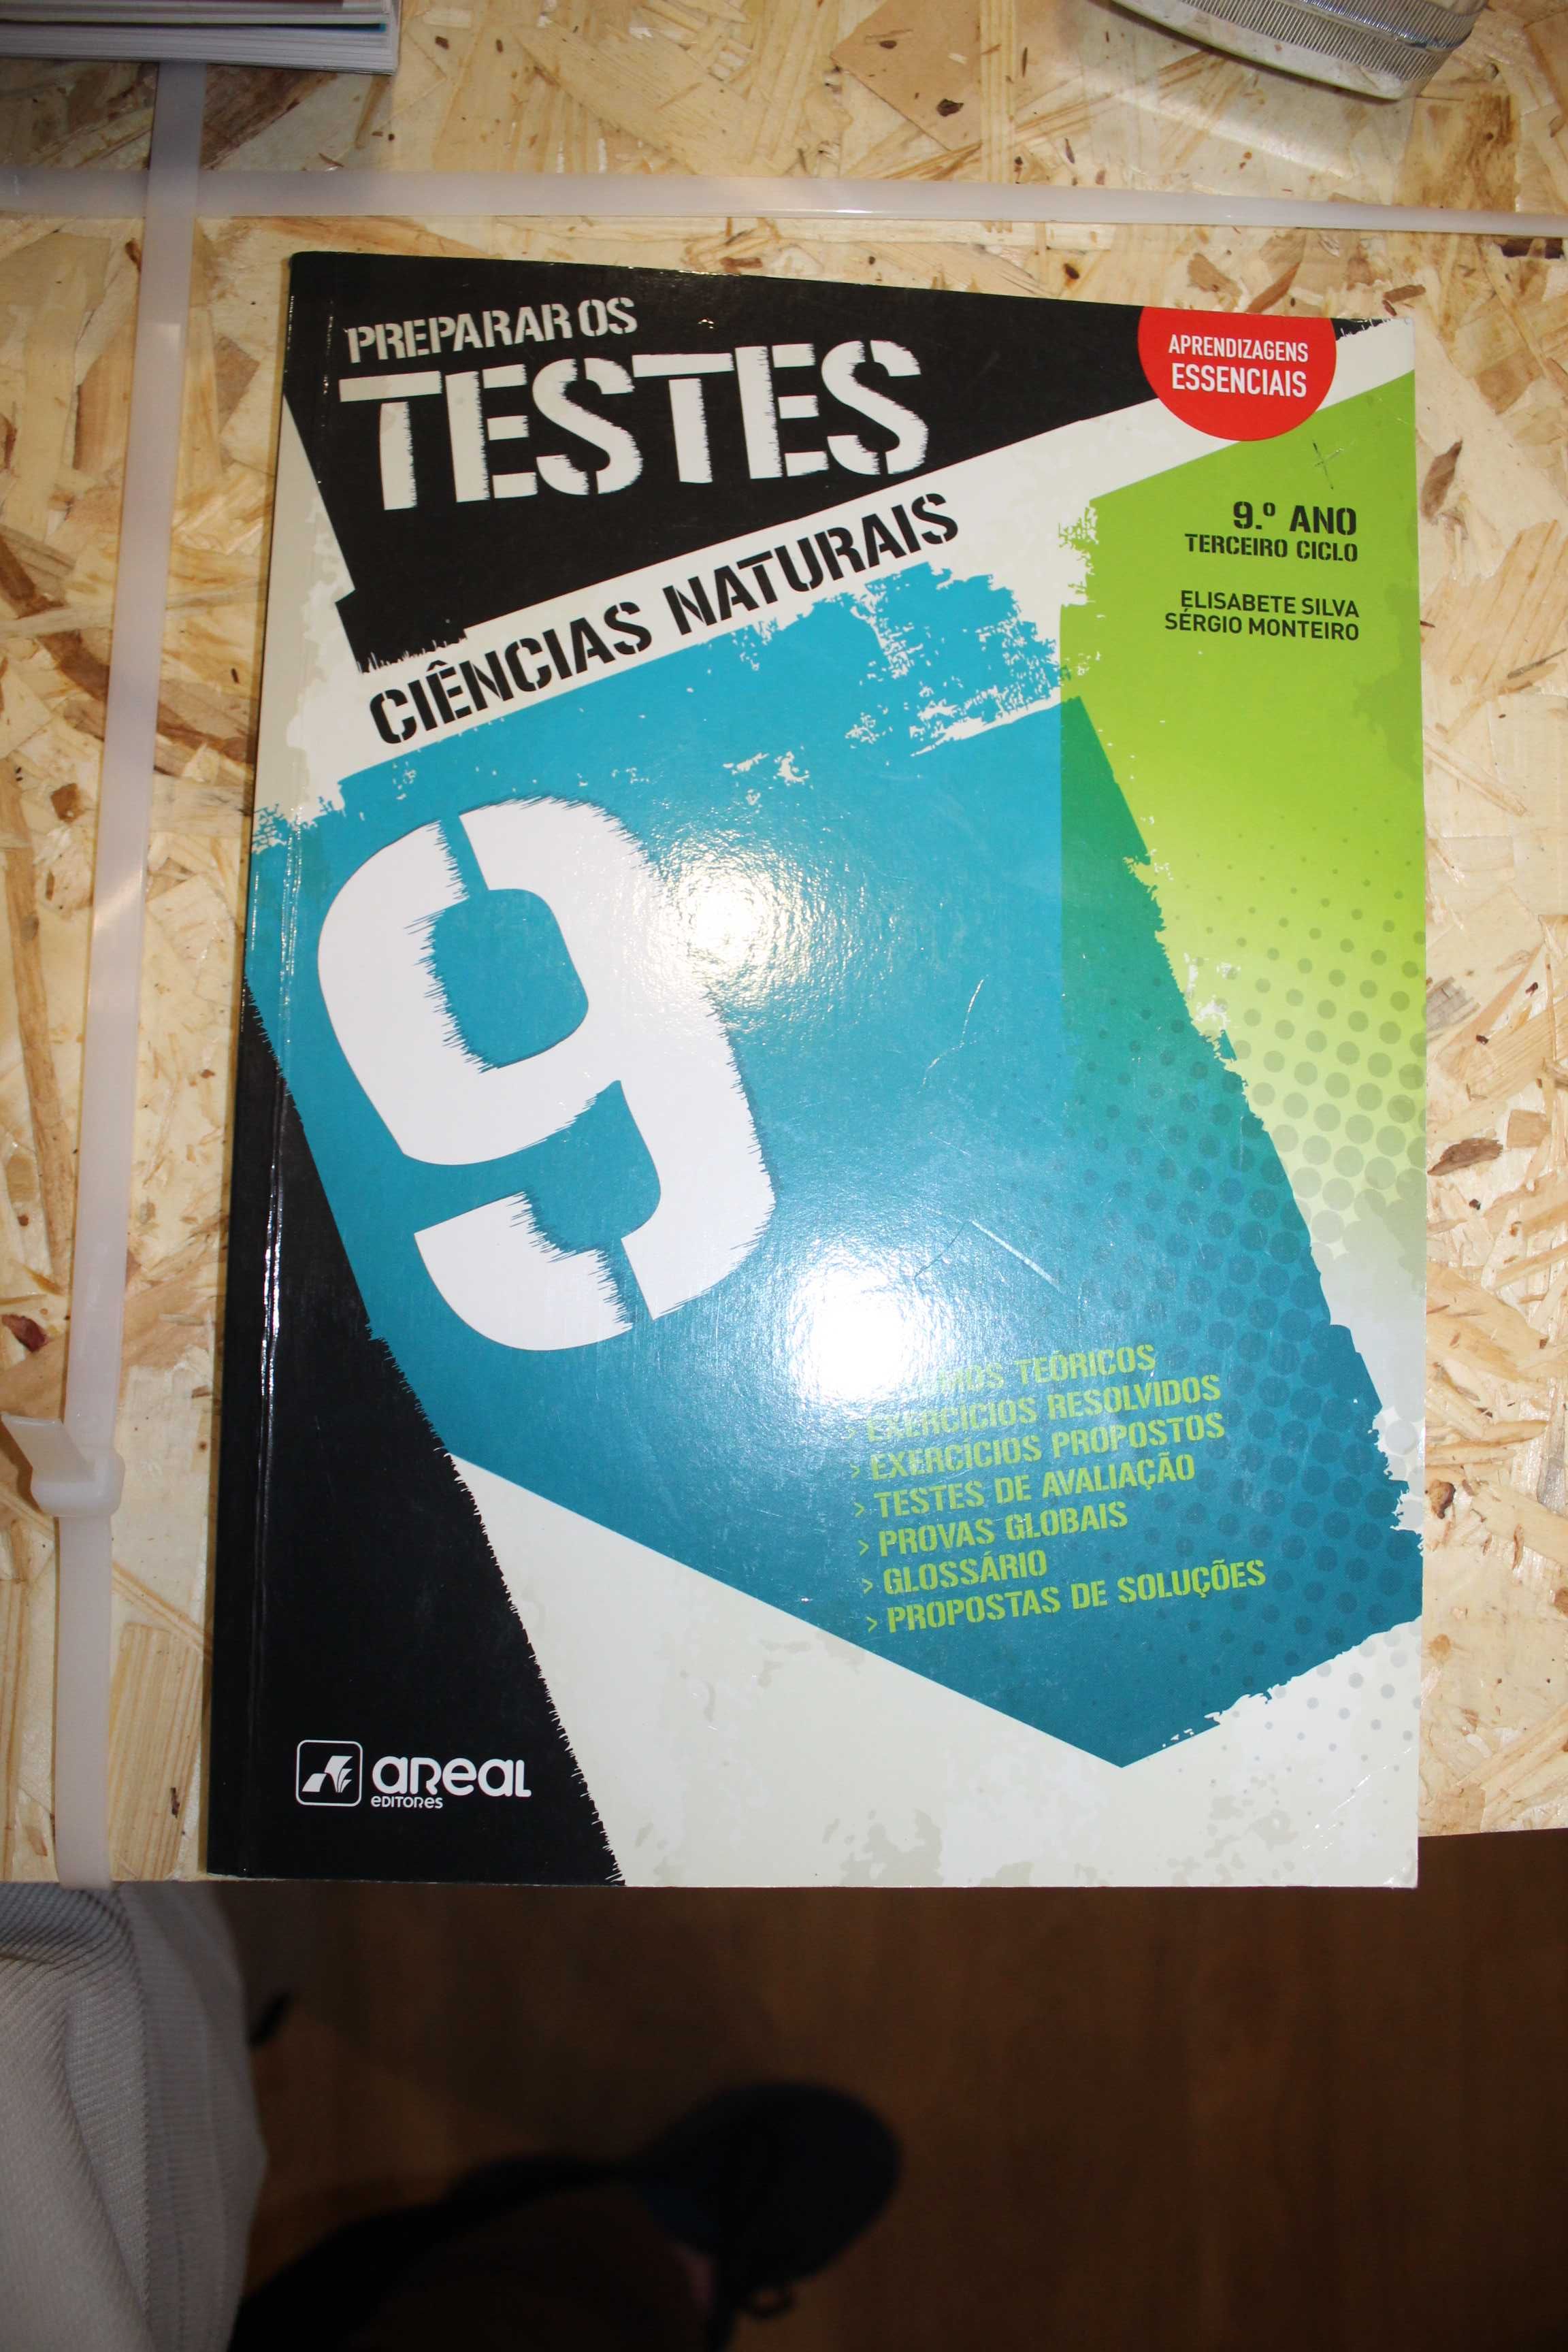 PREPARAR OS
TESTES
APRENDIZAGENS
ESSENCIAIS
CIÊNCIAS NATURAIS
9.º ANO
TERCEIRO CICLO
ELISABETE SILVA
SÉRGIO MONTEIRO
9
TEÓRICOS
> EXERCÍCIOS RESOLVIDOS
> EXERCÍCIOS PROPOSTOS
> TESTES DE AVALIAÇÃO
> PROVAS GLOBAIS
> GLOSSÁRIO
> PROPOSTAS DE SOLUÇÕES
aReaL
eDITORes